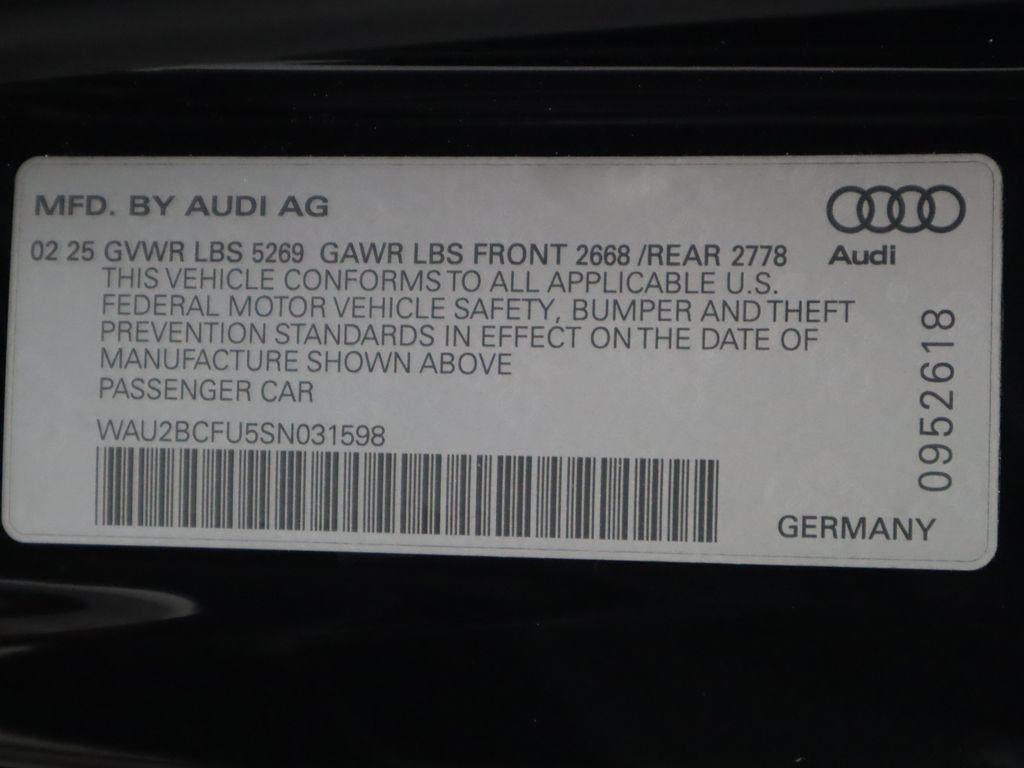 MFD. BY AUDI AG
02 25 GVWR LBS 5269 GAWR LBS FRONT 2668 /REAR 2778
Audi
THIS VEHICLE CONFORMS TO ALL APPLICABLE U.S.
FEDERAL MOTOR VEHICLE SAFETY, BUMPER AND THEFT
PREVENTION STANDARDS IN EFFECT ON THE DATE OF
MANUFACTURE SHOWN ABOVE
PASSENGER CAR
WAU2BCFU5SN031598
0952618
GERMANY